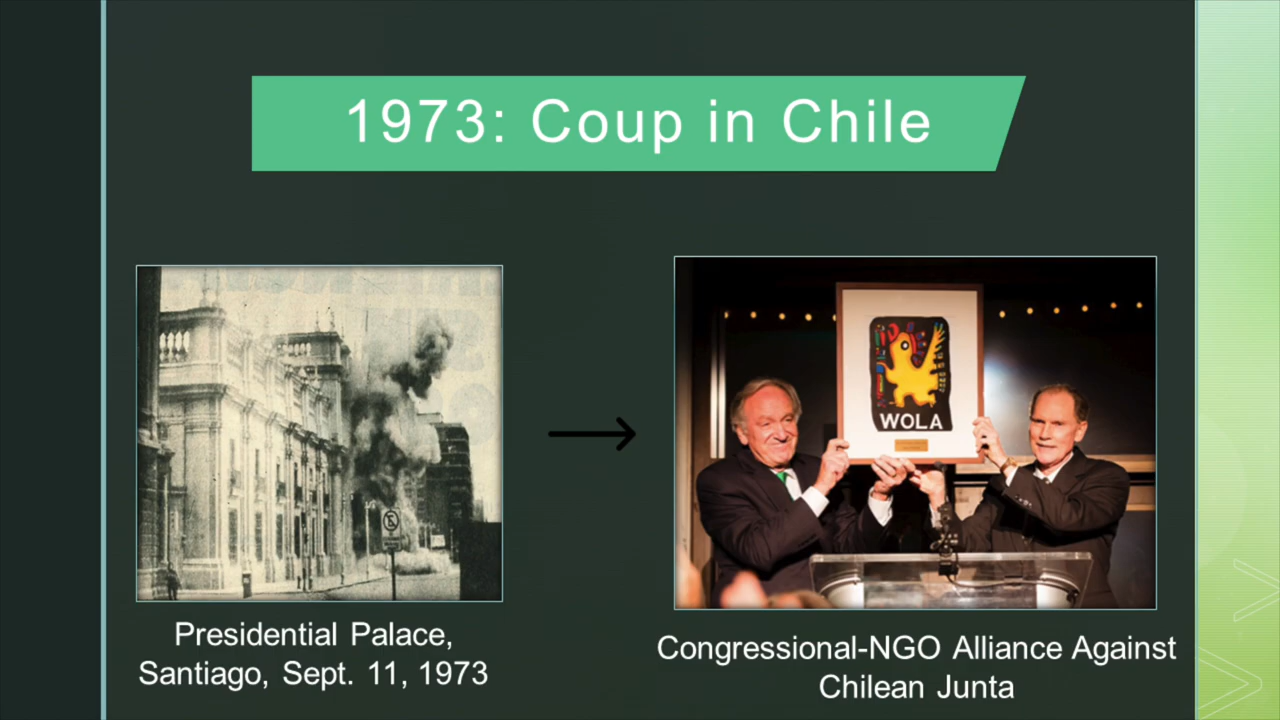 1973: Coup in Chile
WOLA
Presidential Palace,
Santiago, Sept. 11, 1973
Congressional-NGO Alliance Against
Chilean Junta